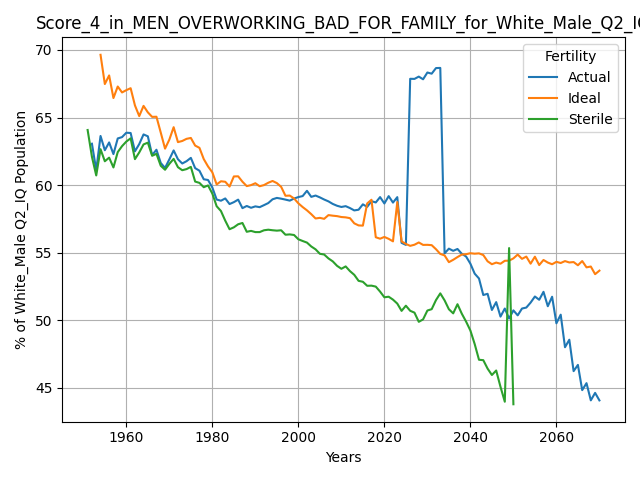 Score_4_in_MEN_OVERWORKING_BAD_FOR_FAMILY_for_White_Male_Q2_IQ
70
65
60
55
50
45
% of White_Male Q2_IQ Population
Fertility
Actual
Ideal
Sterile
1960 1980 2000 2020 2040 2060
Years